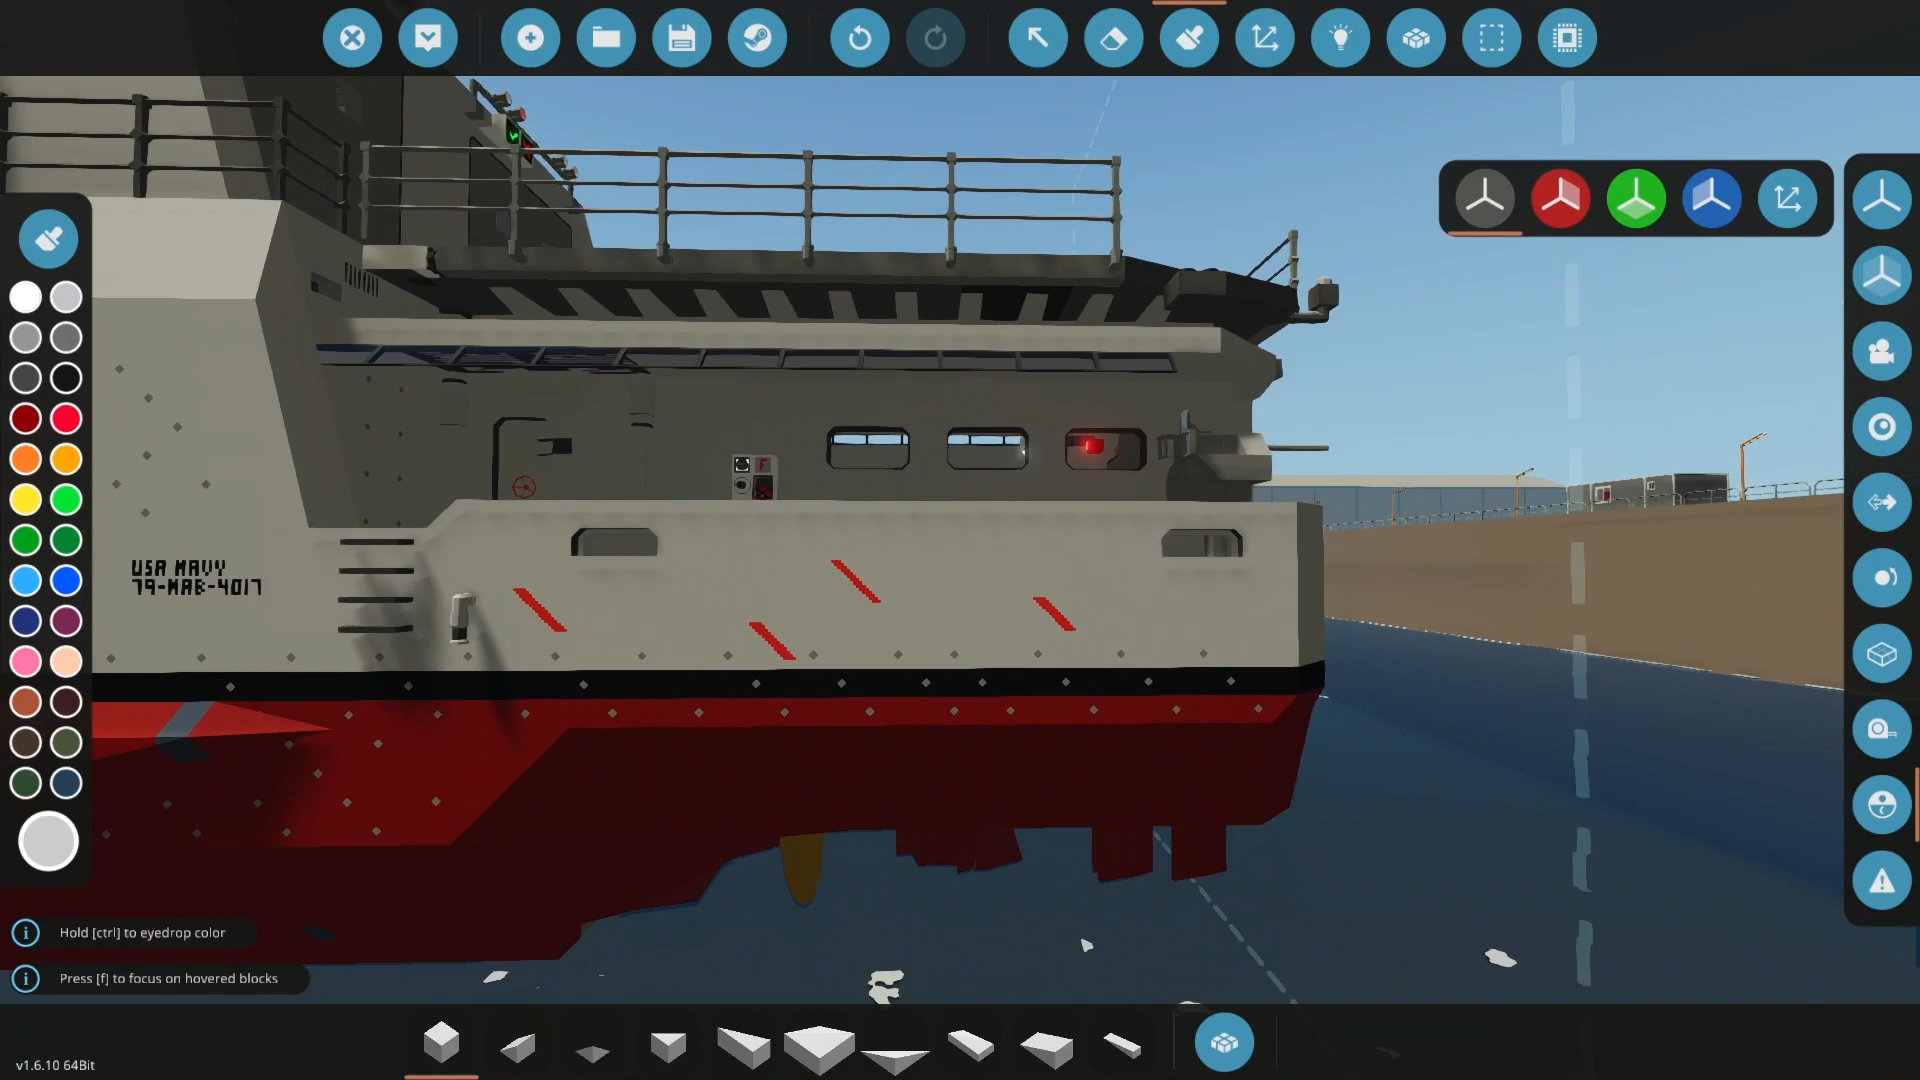 USA NAVY
79-MAB-4017
F
Hold [ctrl] to eyedrop color
Press [f] to focus on hovered blocks
v1.6.10 64Bit